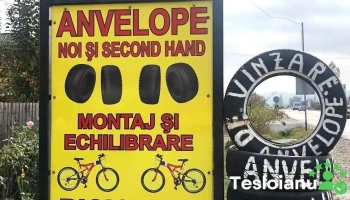 ANVELOPE
NOI ȘI SECOND HAND
MONTAJ ȘI
ECHILIBRARE
VINZARE
ANVELOPE
ANVE
Tesloianu